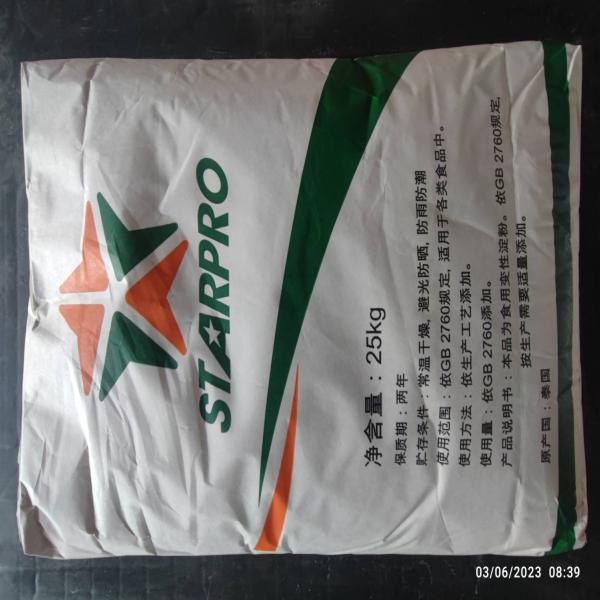 STARPRO
净含量：25kg
保质期：两年
贮存条件：常温干燥, 避光防晒, 防雨防潮
使用范围：依GB 2760规定, 适用于各类食品中。
使用方法：依生产工艺添加。
使用量：依GB 2760添加。
产品说明书：本品为食用变性淀粉。依GB 2760规定,
按生产需要适量添加。
原产国：泰国
03/06/2023 08:39